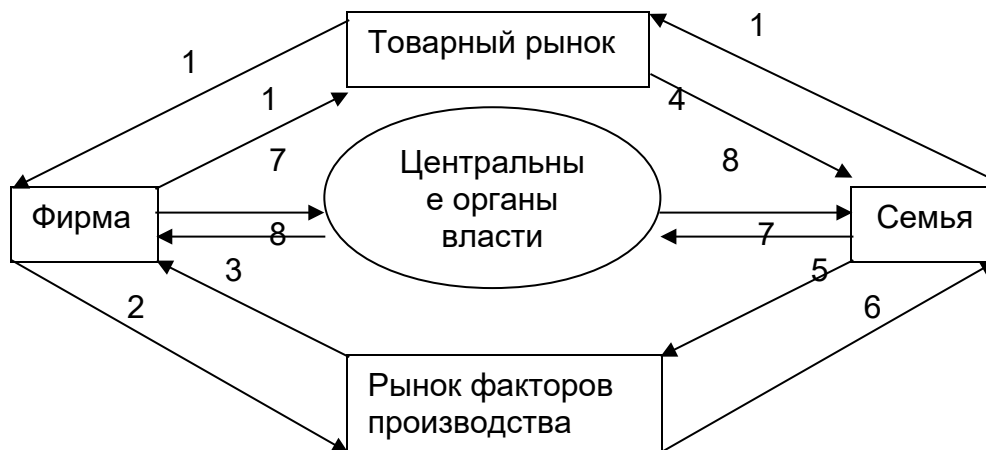 Товарный рынок
1
1
1
4
7
Центральны
е органы
власти
8
Фирма
Семья
8
7
3
5
2
6
Рынок факторов
производства